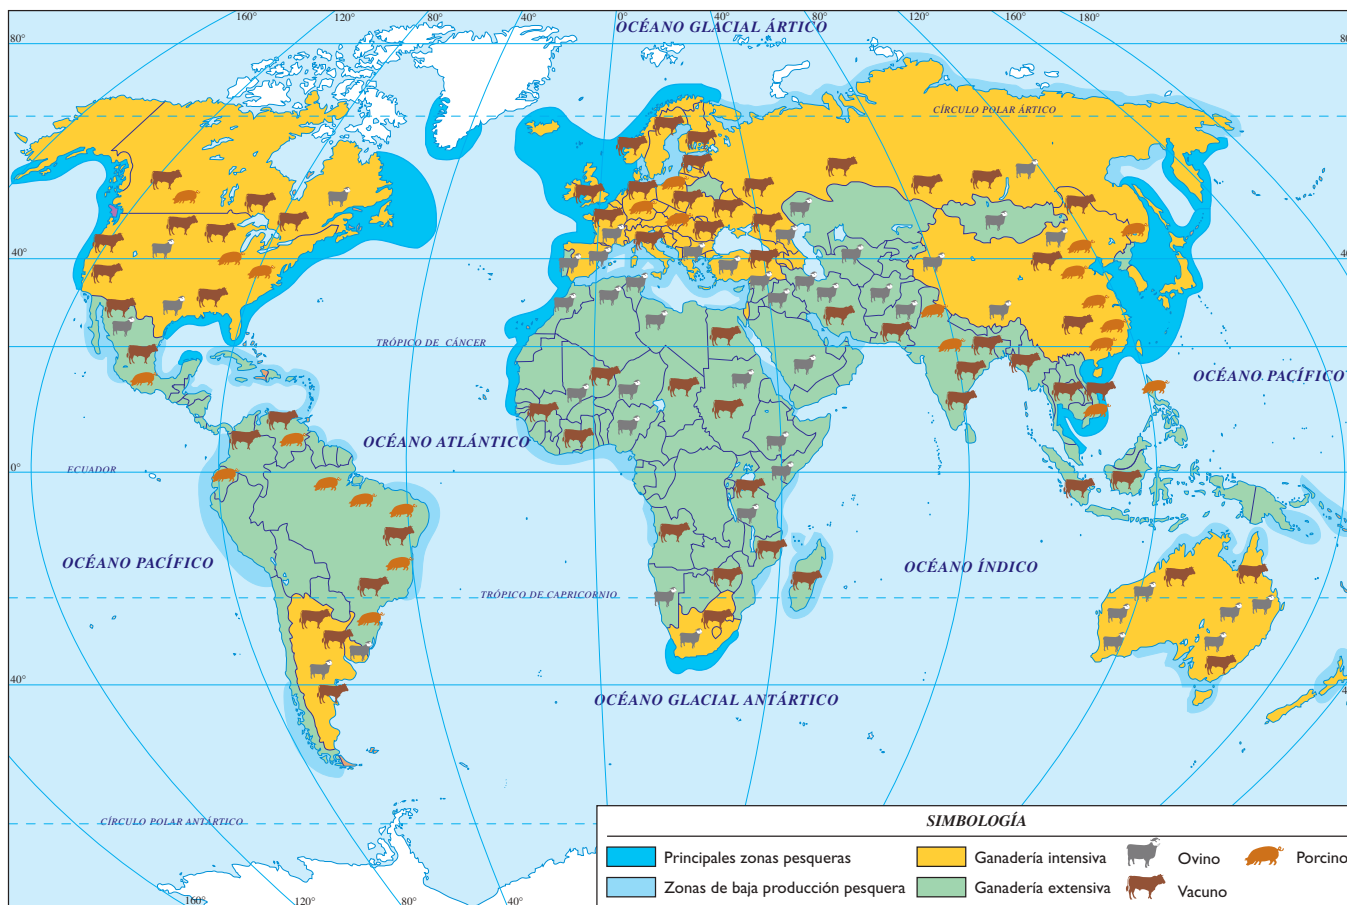 160° 120° 80° 40° 0° 40° 80° 120° 160° 180°
OCÉANO GLACIAL ÁRTICO
80° 80
CÍRCULO POLAR ÁRTICO
40° 40
TRÓPICO DE CÁNCER
OCÉANO PACÍFICO
OCÉANO ATLÁNTICO
ECUADOR
0°
OCÉANO PACÍFICO
OCÉANO ÍNDICO
TRÓPICO DE CAPRICORNIO
40° 4
OCÉANO GLACIAL ANTÁRTICO
CÍRCULO POLAR ANTÁRTICO
160° 120° 80° 40°
SIMBOLOGÍA
Principales zonas pesqueras Ganadería intensiva Ovino Porcino
Zonas de baja producción pesquera Ganadería extensiva Vacuno